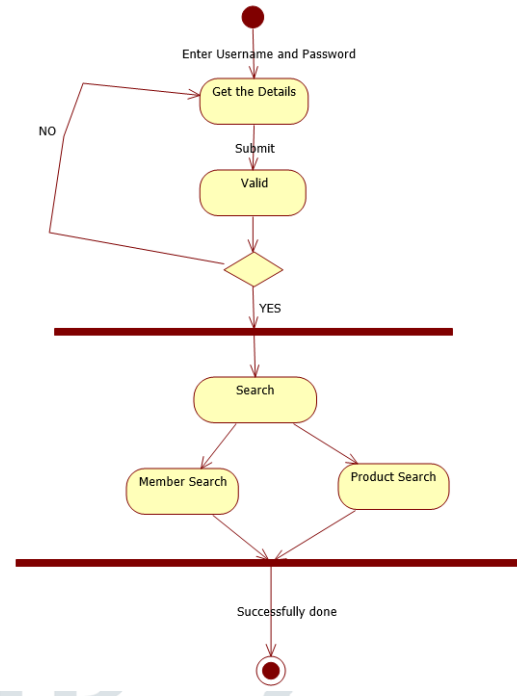 Enter Username and Password
Get the Details
NO
Submit
Valid
YES
Search
Member Search
Product Search
Successfully done